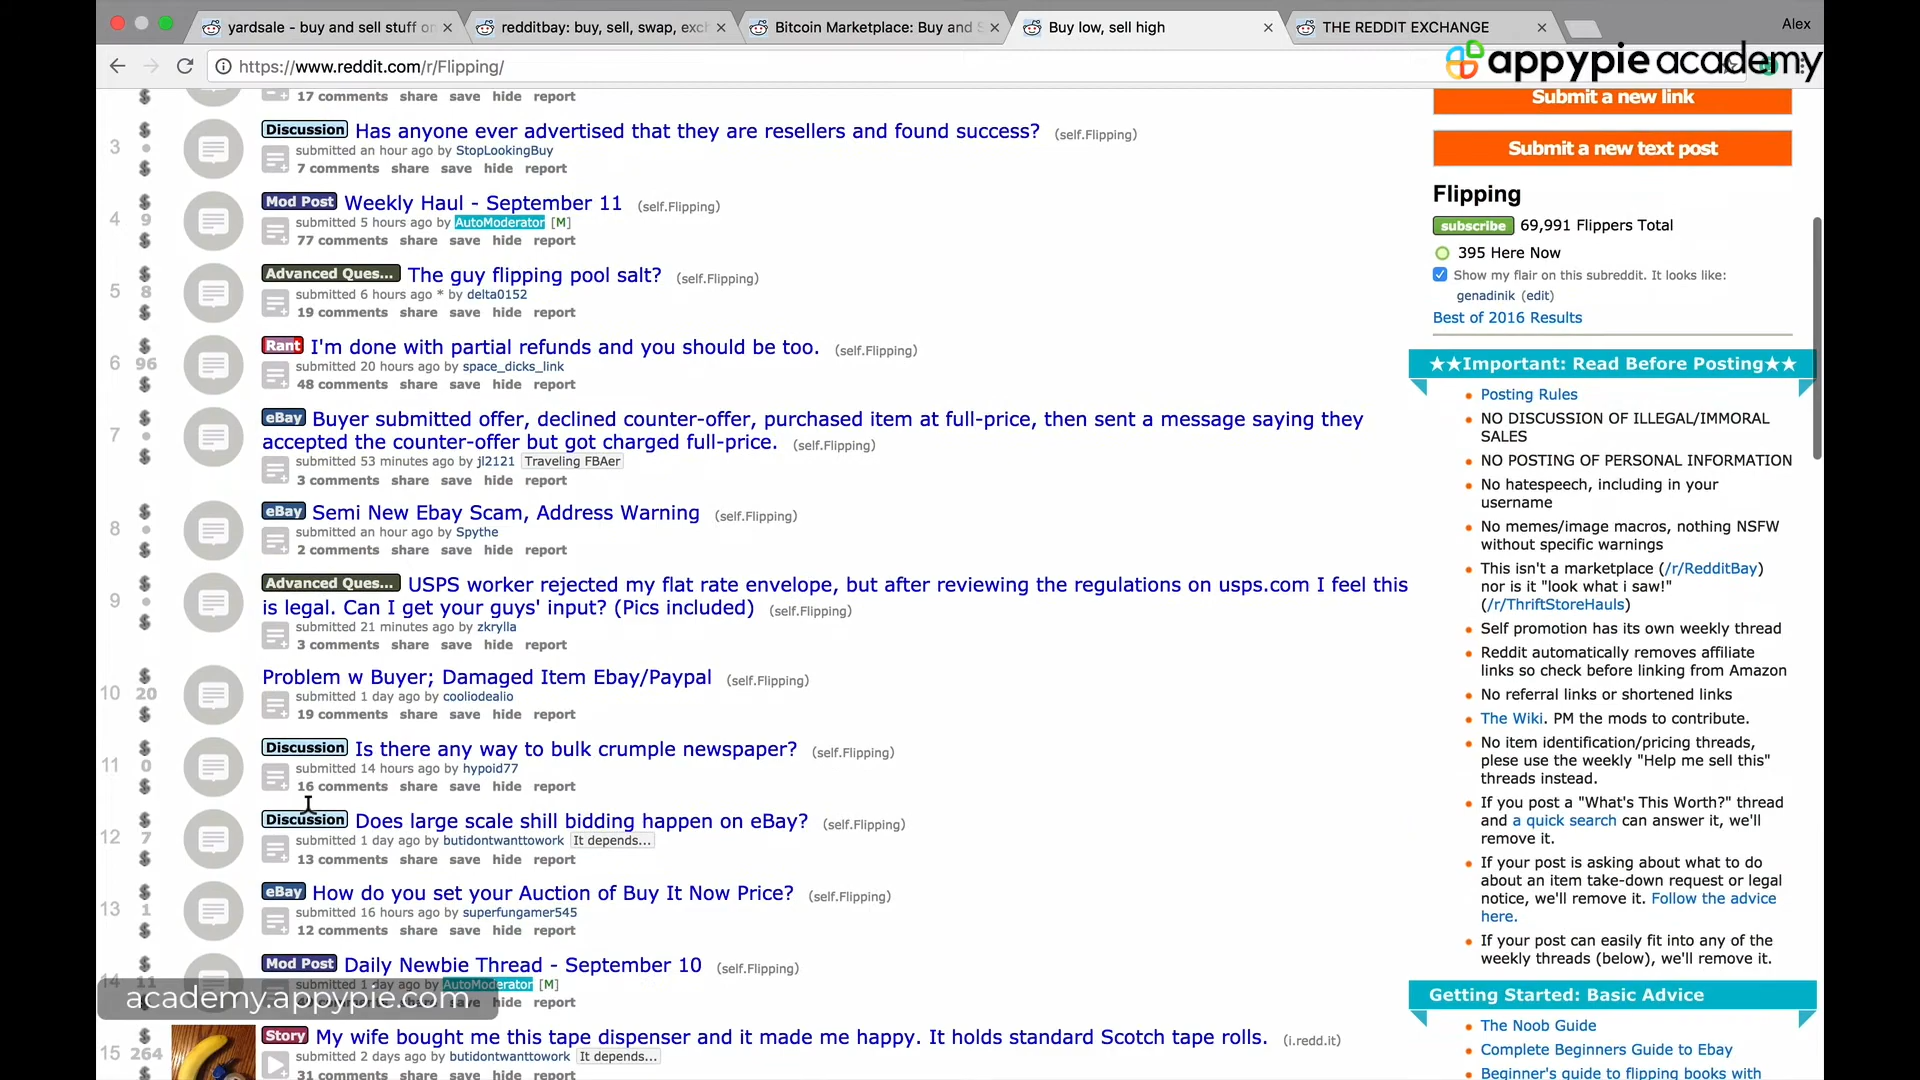 yardsale - buy and sell stuff on
redditbay: buy, sell, swap, exch
Bitcoin Marketplace: Buy and S
Buy low, sell high
THE REDDIT EXCHANGE
Alex
https://www.reddit.com/r/Flipping/
appypie academy
17 comments share save hide report
3
Discussion Has anyone ever advertised that they are resellers and found success? (self.Flipping)
submitted an hour ago by StopLookingBuy
7 comments share save hide report
4 9
Mod Post Weekly Haul - September 11 (self.Flipping)
submitted 5 hours ago by AutoModerator [M]
77 comments share save hide report
5 8
Advanced Ques... The guy flipping pool salt? (self.Flipping)
submitted 6 hours ago * by delta0152
19 comments share save hide report
6 96
Rant I'm done with partial refunds and you should be too. (self.Flipping)
submitted 20 hours ago by space_dicks_link
48 comments share save hide report
7
eBay Buyer submitted offer, declined counter-offer, purchased item at full-price, then sent a message saying they
accepted the counter-offer but got charged full-price. (self.Flipping)
submitted 53 minutes ago by jl2121 Traveling FBAer
3 comments share save hide report
8
eBay Semi New Ebay Scam, Address Warning (self.Flipping)
submitted an hour ago by Spythe
2 comments share save hide report
9
Advanced Ques... USPS worker rejected my flat rate envelope, but after reviewing the regulations on usps.com I feel this
is legal. Can I get your guys' input? (Pics included) (self.Flipping)
submitted 21 minutes ago by zkrylla
3 comments share save hide report
10 20
Problem w Buyer; Damaged Item Ebay/Paypal (self.Flipping)
submitted 1 day ago by cooliodealio
19 comments share save hide report
11 0
Discussion Is there any way to bulk crumple newspaper? (self.Flipping)
submitted 14 hours ago by hypoid77
16 comments share save hide report
12 7
Discussion Does large scale shill bidding happen on eBay? (self.Flipping)
submitted 1 day ago by butidontwanttowork It depends...
13 comments share save hide report
13 1
eBay How do you set your Auction of Buy It Now Price? (self.Flipping)
submitted 16 hours ago by superfungamer545
12 comments share save hide report
14 11
Mod Post Daily Newbie Thread - September 10 (self.Flipping)
submitted 1 day ago by AutoModerator [M]
hide report
academy.appypie.com
15 264
Story My wife bought me this tape dispenser and it made me happy. It holds standard Scotch tape rolls. (i.redd.it)
submitted 2 days ago by butidontwanttowork It depends...
31 comments share save hide report
Submit a new link
Submit a new text post
Flipping
subscribe 69,991 Flippers Total
395 Here Now
Show my flair on this subreddit. It looks like:
genadinik (edit)
Best of 2016 Results
★★Important: Read Before Posting★★
Posting Rules
NO DISCUSSION OF ILLEGAL/IMMORAL
SALES
NO POSTING OF PERSONAL INFORMATION
No hatespeech, including in your
username
No memes/image macros, nothing NSFW
without specific warnings
This isn't a marketplace (/r/RedditBay)
nor is it "look what i saw!"
(/r/ThriftStoreHauls)
Self promotion has its own weekly thread
Reddit automatically removes affiliate
links so check before linking from Amazon
No referral links or shortened links
The Wiki. PM the mods to contribute.
No item identification/pricing threads,
plese use the weekly "Help me sell this"
threads instead.
If you post a "What's This Worth?" thread
and a quick search can answer it, we'll
remove it.
If your post is asking about what to do
about an item take-down request or legal
notice, we'll remove it. Follow the advice
here.
If your post can easily fit into any of the
weekly threads (below), we'll remove it.
Getting Started: Basic Advice
The Noob Guide
Complete Beginners Guide to Ebay
Beginner's guide to flipping books with